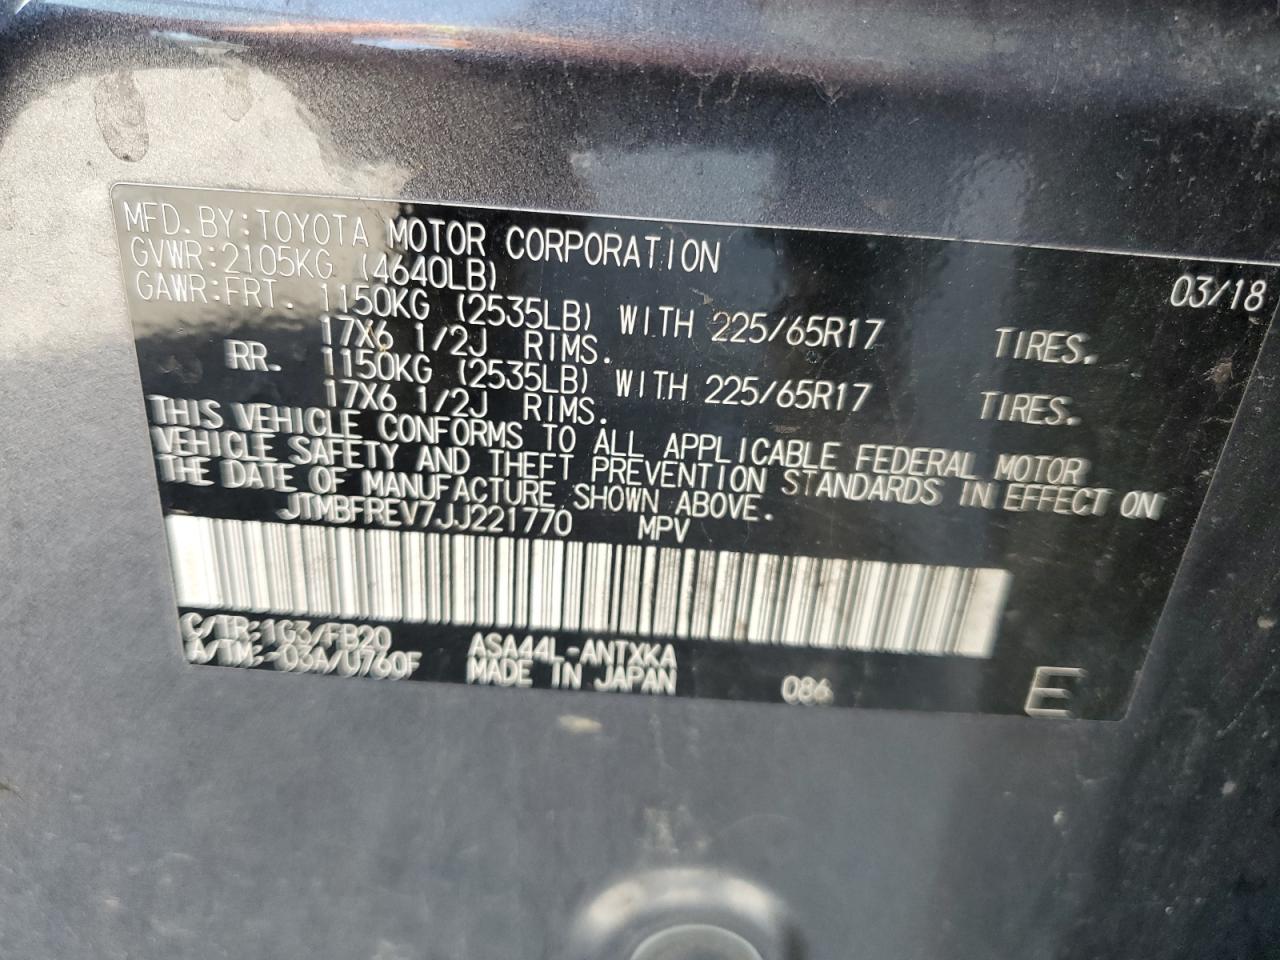 MFD.BY:TOYOTA MOTOR CORPORATION 03/18
GVWR:2105KG (4640LB)
GAWR:FRT. 1150KG (2535LB) WITH 225/65R17 TIRES.
17X6 1/2J RIMS.
RR. 1150KG (2535LB) WITH 225/65R17 TIRES.
17X6 1/2J RIMS.
THIS VEHICLE CONFORMS TO ALL APPLICABLE FEDERAL MOTOR
VEHICLE SAFETY AND THEFT PREVENTION STANDARDS IN EFFECT ON
THE DATE OF MANUFACTURE SHOWN ABOVE.
JTMBFREV7JJ221770 MPV
C/TR:1G3/FB20 ASA44L-ANTXKA
A/TM:-03A/U760F MADE IN JAPAN 086 E